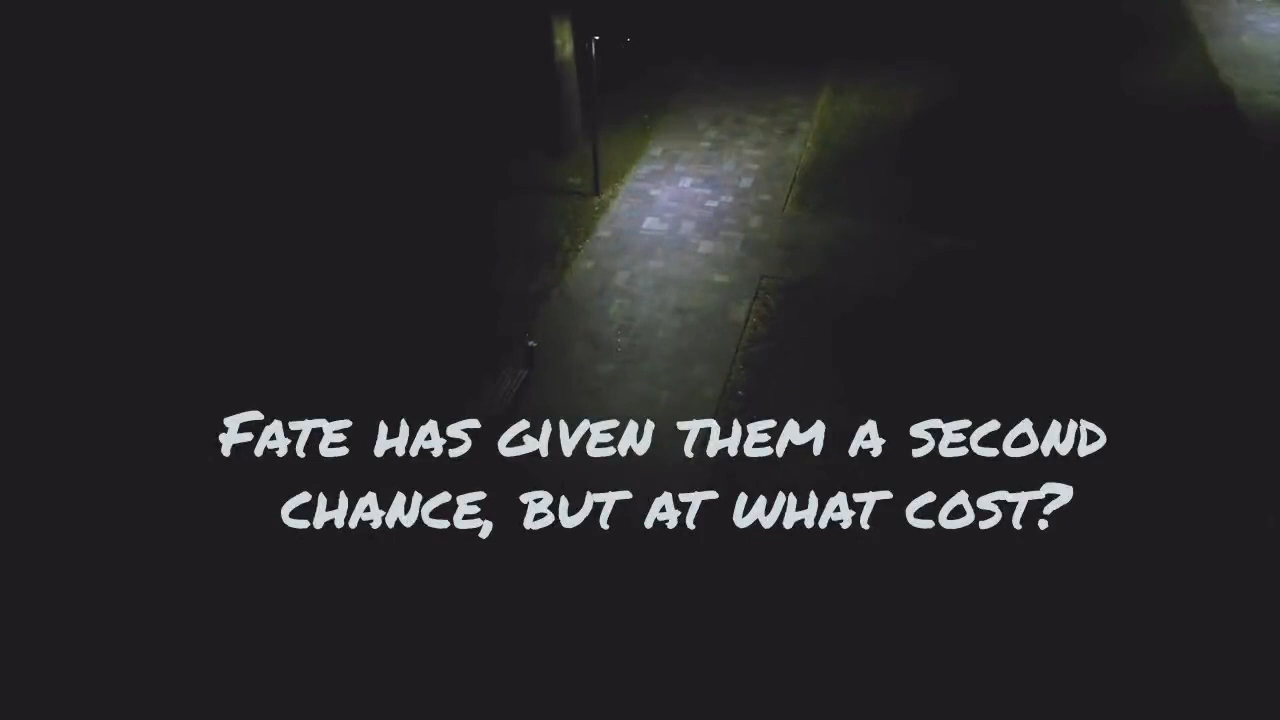 Fate has given them a second
chance, but at what cost?